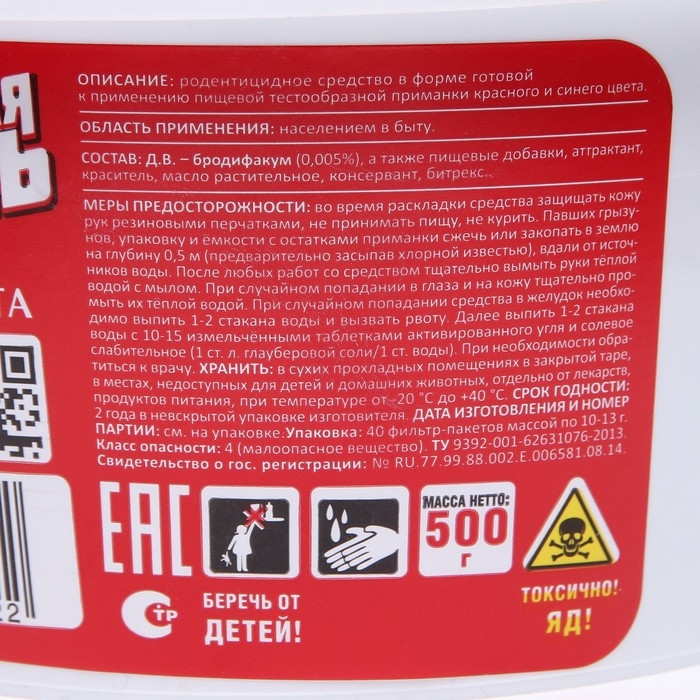 Я
Ь
ТА
ОПИСАНИЕ: родентицидное средство в форме готовой
к применению пищевой тестообразной приманки красного и синего цвета.
ОБЛАСТЬ ПРИМЕНЕНИЯ: населением в быту.
СОСТАВ: Д.В. – бродифакум (0,005%), а также пищевые добавки, аттрактант,
краситель, масло растительное, консервант, битрекс.
МЕРЫ ПРЕДОСТОРОЖНОСТИ: во время раскладки средства защищать кожу
рук резиновыми перчатками, не принимать пищу, не курить. Павших грызу-
нов, упаковку и ёмкости с остатками приманки сжечь или закопать в землю
на глубину 0,5 м (предварительно засыпав хлорной известью), вдали от источ-
ников воды. После любых работ со средством тщательно вымыть руки тёплой
водой с мылом. При случайном попадании в глаза и на кожу тщательно про-
мыть их тёплой водой. При случайном попадании средства в желудок необхо-
димо выпить 1-2 стакана воды и вызвать рвоту. Далее выпить 1-2 стакана
воды с 10-15 измельчёнными таблетками активированного угля и солевое
слабительное (1 ст. л. глауберовой соли/1 ст. воды). При необходимости обра-
титься к врачу. ХРАНИТЬ: в сухих прохладных помещениях в закрытой таре,
в местах, недоступных для детей и домашних животных, отдельно от лекарств,
продуктов питания, при температуре от -20 °С до +40 °С. СРОК ГОДНОСТИ:
2 года в невскрытой упаковке изготовителя. ДАТА ИЗГОТОВЛЕНИЯ И НОМЕР
ПАРТИИ: см. на упаковке. Упаковка: 40 фильтр-пакетов массой по 10-13 г.
Класс опасности: 4 (малоопасное вещество). ТУ 9392-001-62631076-2013.
Свидетельство о гос. регистрации: № RU.77.99.88.002.Е.006581.08.14.
ЕАС
МАССА НЕТТО:
500
г
22
ТР
БЕРЕЧЬ ОТ
ДЕТЕЙ!
ТОКСИЧНО!
ЯД!